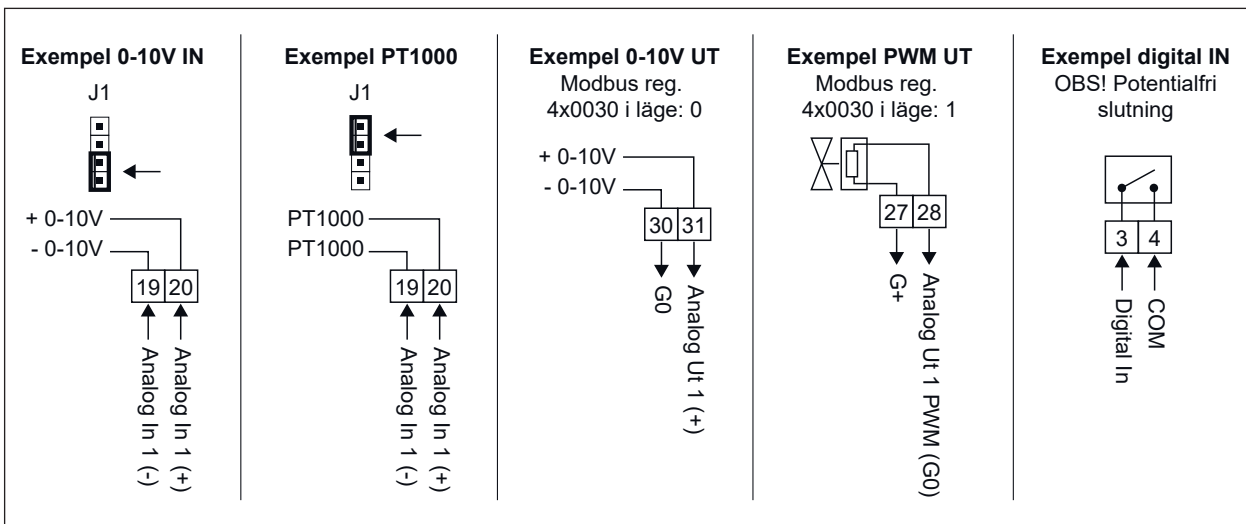 Exempel 0-10V IN
J1
+ 0-10V
- 0-10V
19 20
Analog In 1 (-)
Analog In 1 (+)
Exempel PT1000
J1
PT1000
PT1000
19 20
Analog In 1 (-)
Analog In 1 (+)
Exempel 0-10V UT
Modbus reg.
4x0030 i läge: 0
+ 0-10V
- 0-10V
30 31
G0
Analog Ut 1 (+)
Exempel PWM UT
Modbus reg.
4x0030 i läge: 1
27 28
G+
Analog Ut 1 PWM (G0)
Exempel digital IN
OBS! Potentialfri
slutning
3 4
Digital In
COM